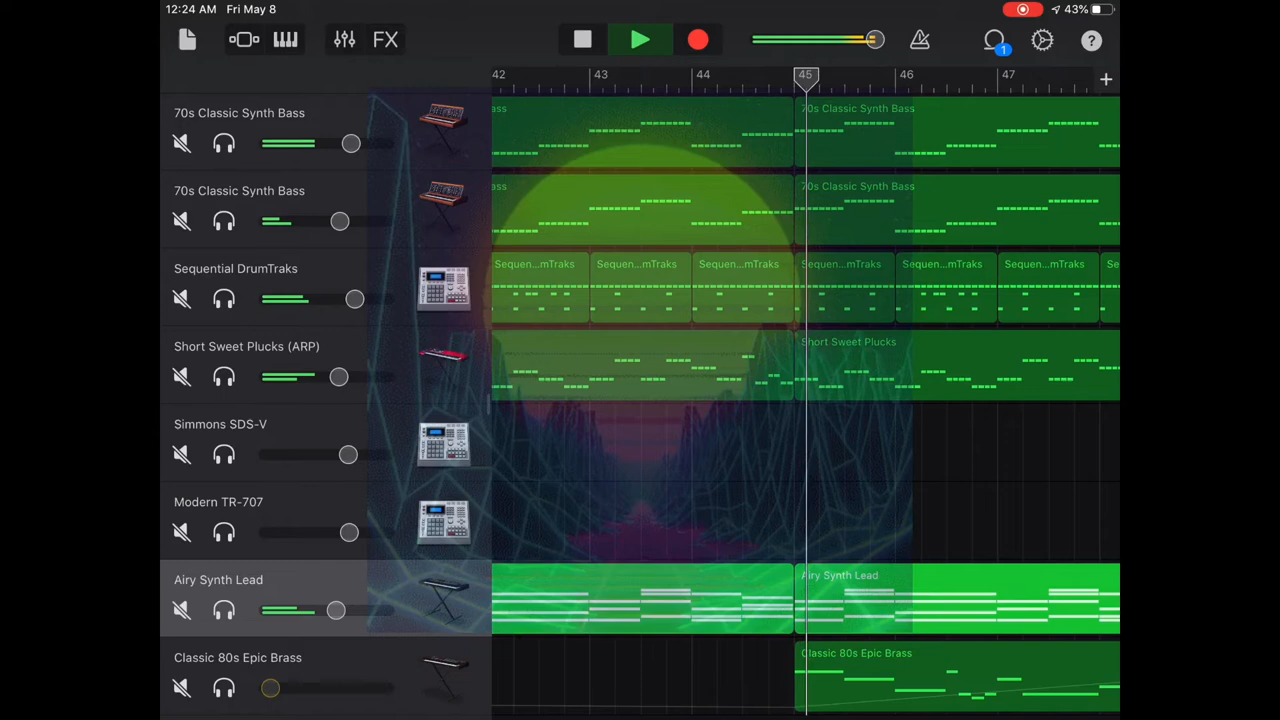 12:24 AM Fri May 8
43%
FX
1
?
42 43 44 45 46 47
+
70s Classic Synth Bass
ass
70s Classic Synth Bass
70s Classic Synth Bass
ass
70s Classic Synth Bass
Sequential DrumTraks
Sequen...mTraks
Sequen...mTraks
Sequen...mTraks
Sequen...mTraks
Sequen...mTraks
Sequen...mTraks
Se
Short Sweet Plucks (ARP)
Short Sweet Plucks
Simmons SDS-V
Modern TR-707
Airy Synth Lead
Airy Synth Lead
Classic 80s Epic Brass
Classic 80s Epic Brass